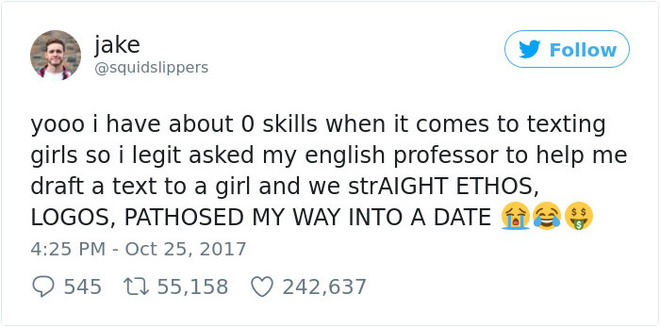 jake
@squidslippers
Follow
yooo i have about 0 skills when it comes to texting
girls so i legit asked my english professor to help me
draft a text to a girl and we strAIGHT ETHOS,
LOGOS, PATHOSED MY WAY INTO A DATE 😭😂🤑
4:25 PM - Oct 25, 2017
545 55,158 242,637